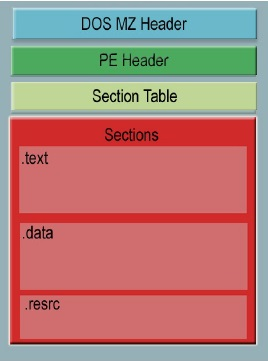 DOS MZ Header
PE Header
Section Table
Sections
.text
.data
.resrc